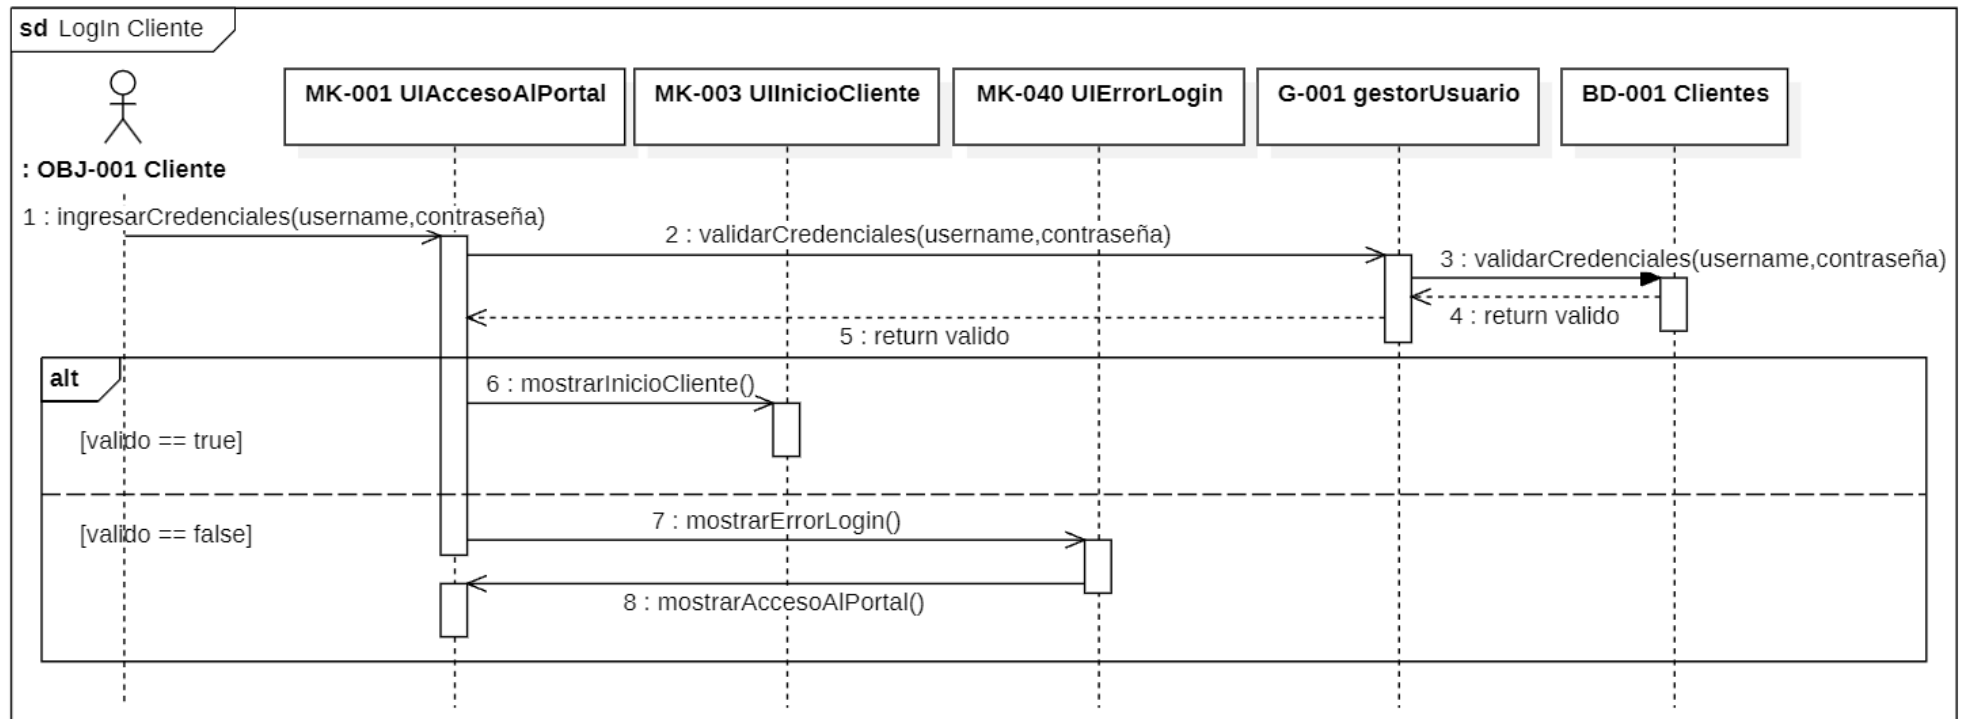 sd LogIn Cliente
MK-001 UIAccesoAlPortal
MK-003 UIInicioCliente
MK-040 UIErrorLogin
G-001 gestorUsuario
BD-001 Clientes
: OBJ-001 Cliente
1 : ingresarCredenciales(username,contraseña)
2 : validarCredenciales(username,contraseña)
3 : validarCredenciales(username,contraseña)
4 : return valido
5 : return valido
alt
6 : mostrarInicioCliente()
[valido == true]
7 : mostrarErrorLogin()
[valido == false]
8 : mostrarAccesoAlPortal()